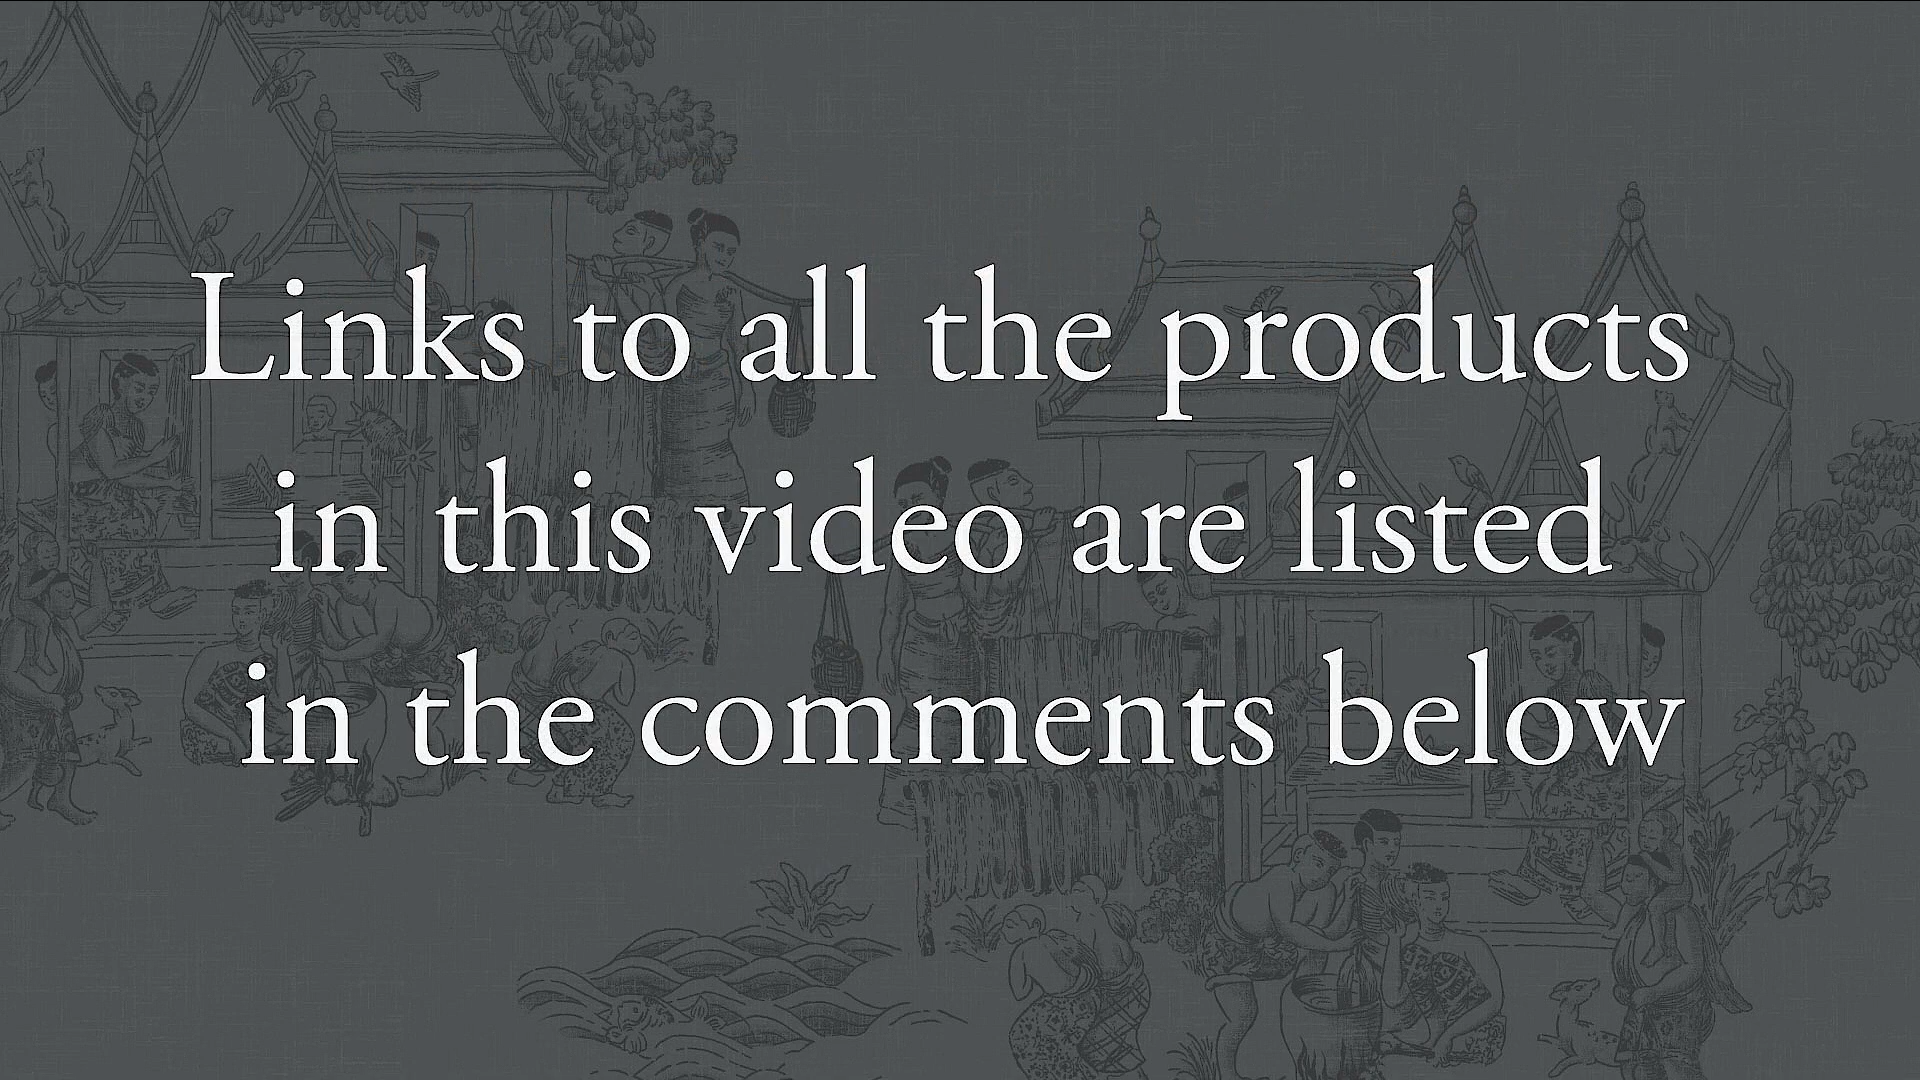 Links to all the products
in this video are listed
in the comments below